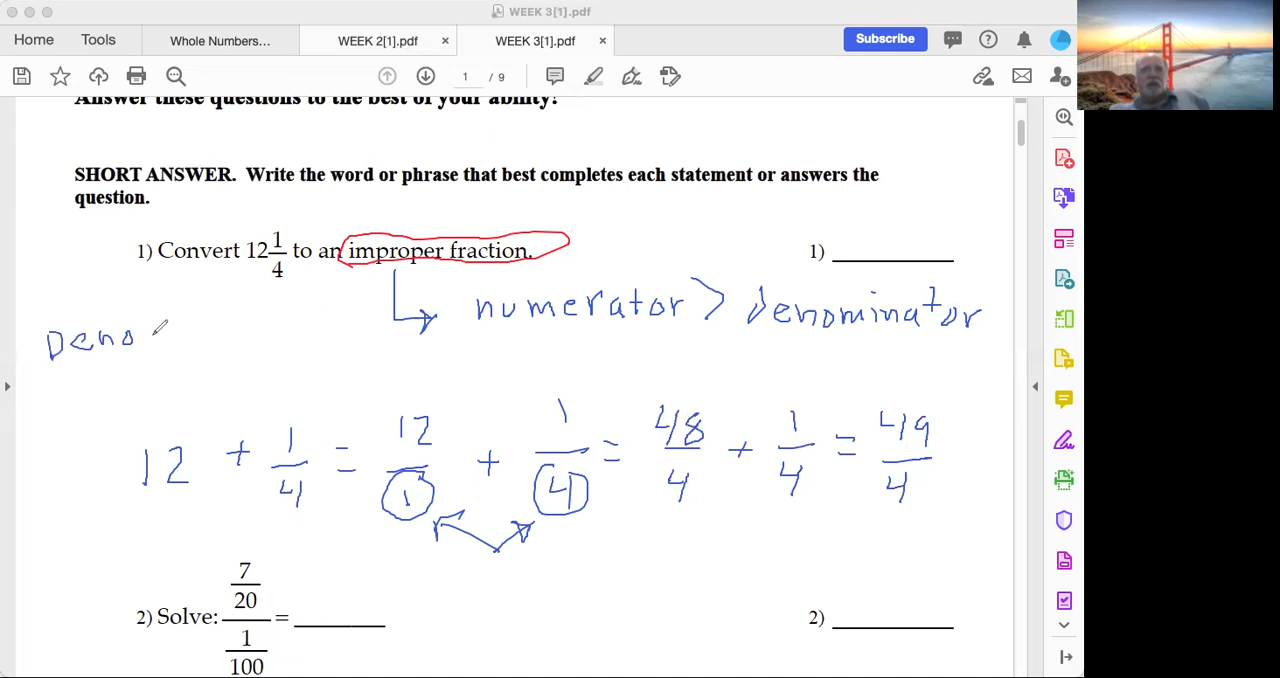 WEEK 3[1].pdf
Home Tools Whole Numbers... WEEK 2[1].pdf × WEEK 3[1].pdf × Subscribe
1 / 9
Answer these questions to the best of your ability!
SHORT ANSWER. Write the word or phrase that best completes each statement or answers the
question.
1) Convert 12 1/4 to an improper fraction. 1) ________
numerator > denominator
Deno
12 + 1/4 = 12/1 + 1/4 = 48/4 + 1/4 = 49/4
2) Solve: (7/20)/(1/100) = ________ 2) ________